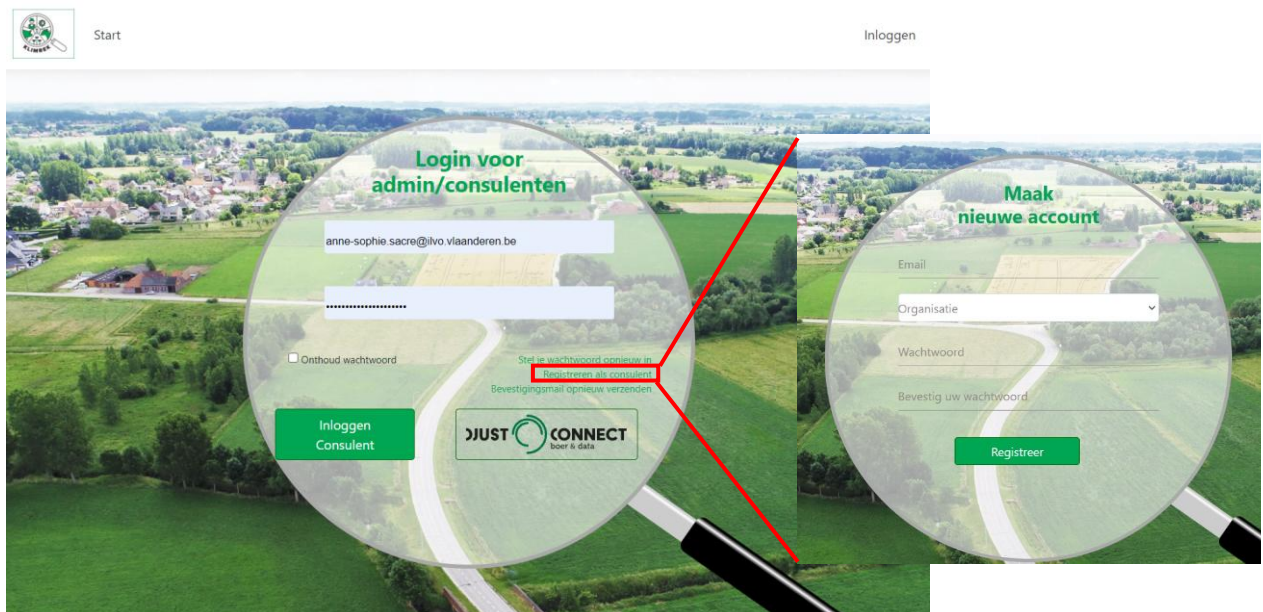 KLIMREK
Start
Inloggen
Login voor
admin/consulenten
anne-sophie.sacre@ilvo.vlaanderen.be
Onthoud wachtwoord
Stel je wachtwoord opnieuw in
Registreren als consulent
Bevestigingsmail opnieuw verzenden
Inloggen
Consulent
DJUST CONNECT
boer & data
Maak
nieuwe account
Email
Organisatie
Wachtwoord
Bevestig uw wachtwoord
Registreer